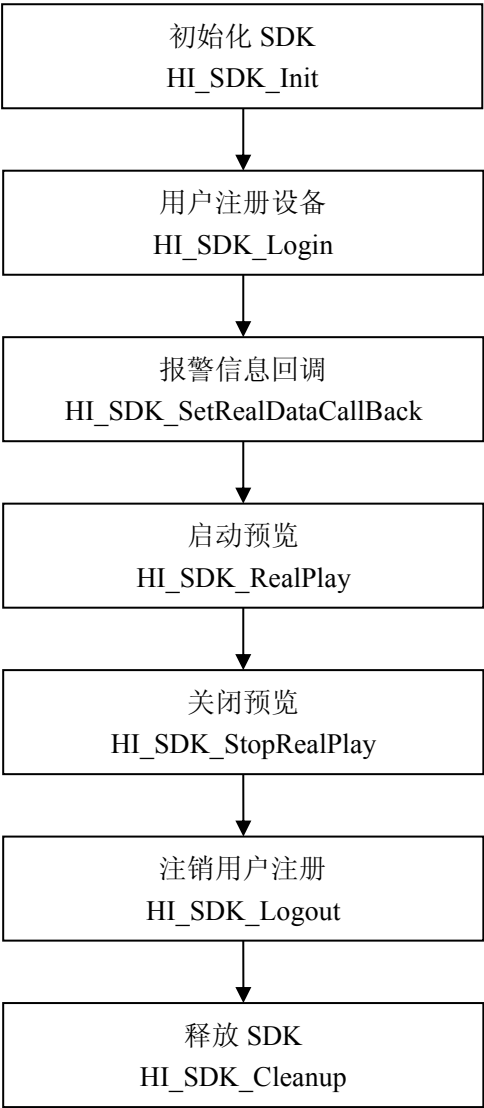 初始化 SDK
HI_SDK_Init
用户注册设备
HI_SDK_Login
报警信息回调
HI_SDK_SetRealDataCallBack
启动预览
HI_SDK_RealPlay
关闭预览
HI_SDK_StopRealPlay
注销用户注册
HI_SDK_Logout
释放 SDK
HI_SDK_Cleanup